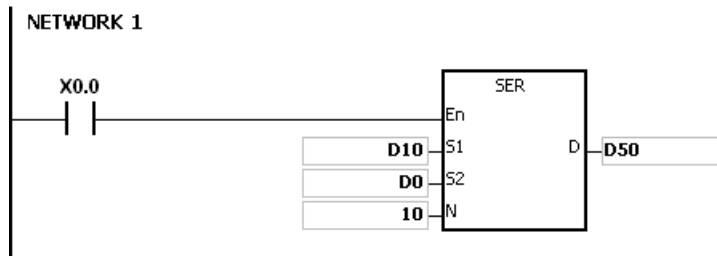 NETWORK 1
X0.0
SER
En
D10 S1 D D50
D0 S2
10 N